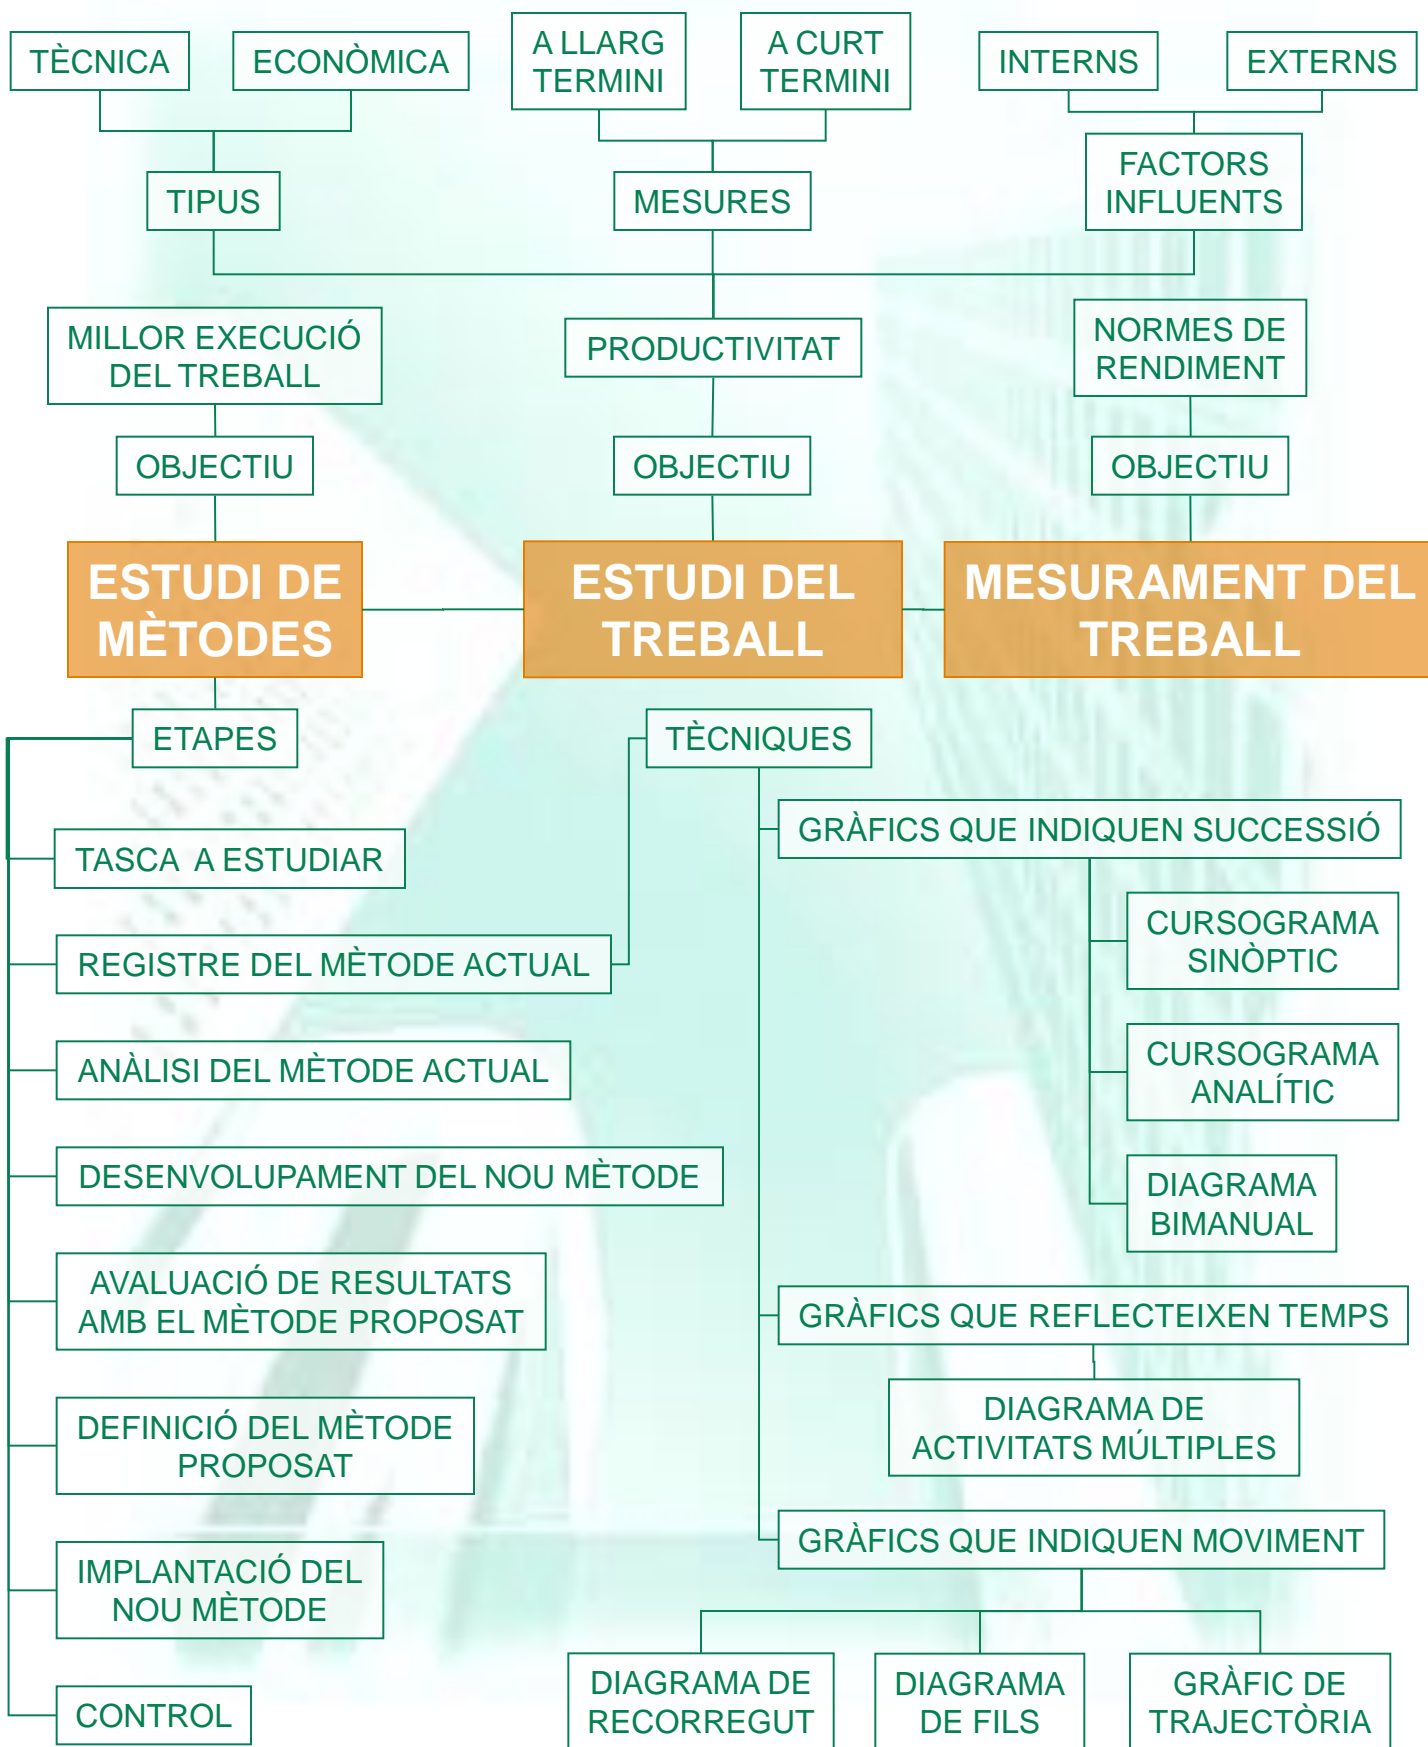 TÈCNICA
ECONÒMICA
A LLARG
TERMINI
A CURT
TERMINI
INTERNS
EXTERNS
TIPUS
MESURES
FACTORS
INFLUENTS
MILLOR EXECUCIÓ
DEL TREBALL
PRODUCTIVITAT
NORMES DE
RENDIMENT
OBJECTIU
OBJECTIU
OBJECTIU
ESTUDI DE
MÈTODES
ESTUDI DEL
TREBALL
MESURAMENT DEL
TREBALL
ETAPES
TASCA A ESTUDIAR
REGISTRE DEL MÈTODE ACTUAL
ANÀLISI DEL MÈTODE ACTUAL
DESENVOLUPAMENT DEL NOU MÈTODE
AVALUACIÓ DE RESULTATS
AMB EL MÈTODE PROPOSAT
DEFINICIÓ DEL MÈTODE
PROPOSAT
IMPLANTACIÓ DEL
NOU MÈTODE
CONTROL
TÈCNIQUES
GRÀFICS QUE INDIQUEN SUCCESSIÓ
CURSOGRAMA
SINÒPTIC
CURSOGRAMA
ANALÍTIC
DIAGRAMA
BIMANUAL
GRÀFICS QUE REFLECTEIXEN TEMPS
DIAGRAMA DE
ACTIVITATS MÚLTIPLES
GRÀFICS QUE INDIQUEN MOVIMENT
DIAGRAMA DE
RECORREGUT
DIAGRAMA
DE FILS
GRÀFIC DE
TRAJECTÒRIA